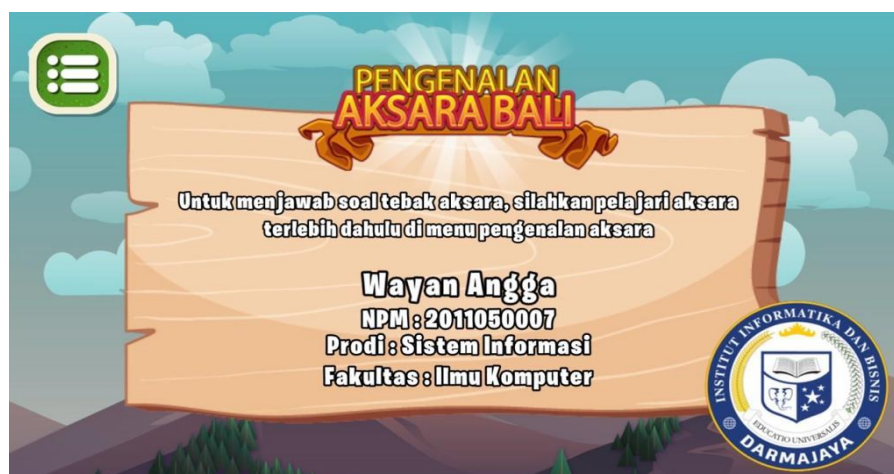 PENGENALAN
AKSARA BALI
Untuk menjawab soal tebak aksara, silahkan pelajari aksara
terlebih dahulu di menu pengenalan aksara
Wayan Angga
NPM : 2011050007
Prodi : Sistem Informasi
Fakultas : Ilmu Komputer
INSTITUT INFORMATIKA DAN BISNIS
EDUCATIO UNIVERSALIS
DARMAJAYA